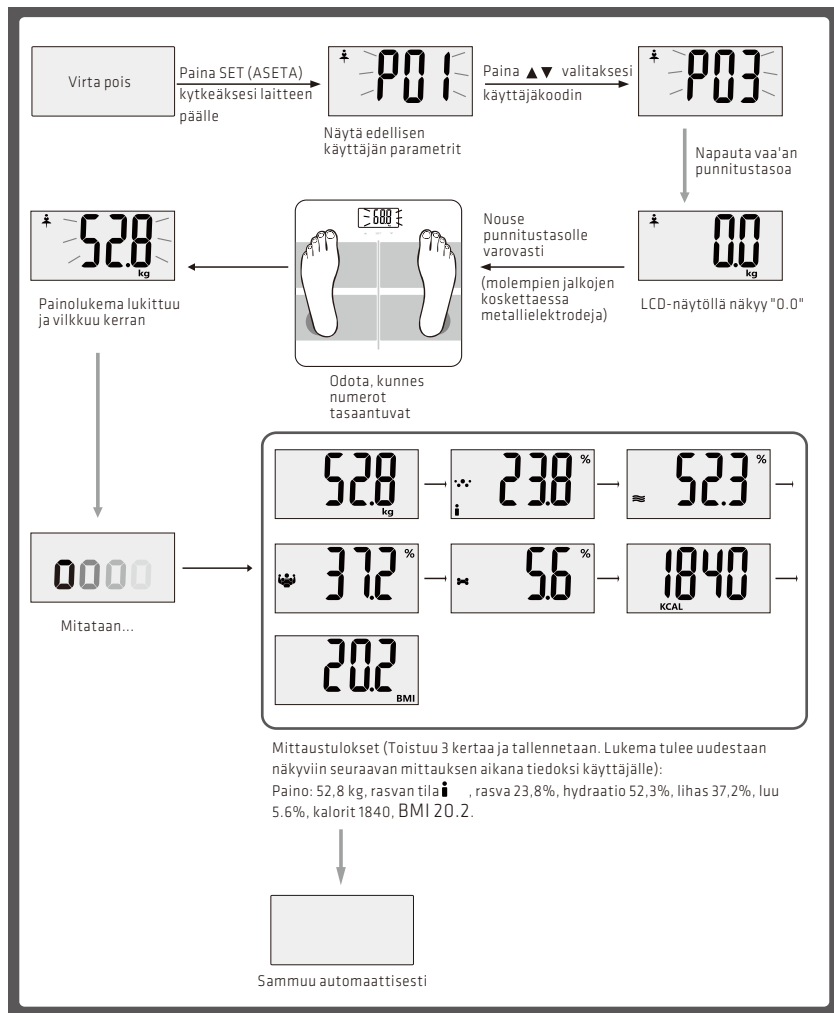 Virta pois
Paina SET (ASETA)
kytkeäksesi laitteen
päälle
P01
Näytä edellisen
käyttäjän parametrit
Paina ▲▼ valitaksesi
käyttäjäkoodin
P03
Napauta vaa'an
punnitustasoa
0.0
kg
LCD-näytöllä näkyy "0.0"
Nouse
punnitustasolle
varovasti
(molempien jalkojen
koskettaessa
metallielektrodeja)
68.8
Odota, kunnes
numerot
tasaantuvat
52.8
kg
Painolukema lukittuu
ja vilkkuu kerran
0000
Mitataan...
52.8
kg
23.8 %
52.3 %
37.2 %
5.6 %
1840
KCAL
20.2
BMI
Mittaustulokset (Toistuu 3 kertaa ja tallennetaan. Lukema tulee uudestaan
näkyviin seuraavan mittauksen aikana tiedoksi käyttäjälle):
Paino: 52,8 kg, rasvan tila i , rasva 23,8%, hydraatio 52,3%, lihas 37,2%, luu
5.6%, kalorit 1840, BMI 20.2.
Sammuu automaattisesti